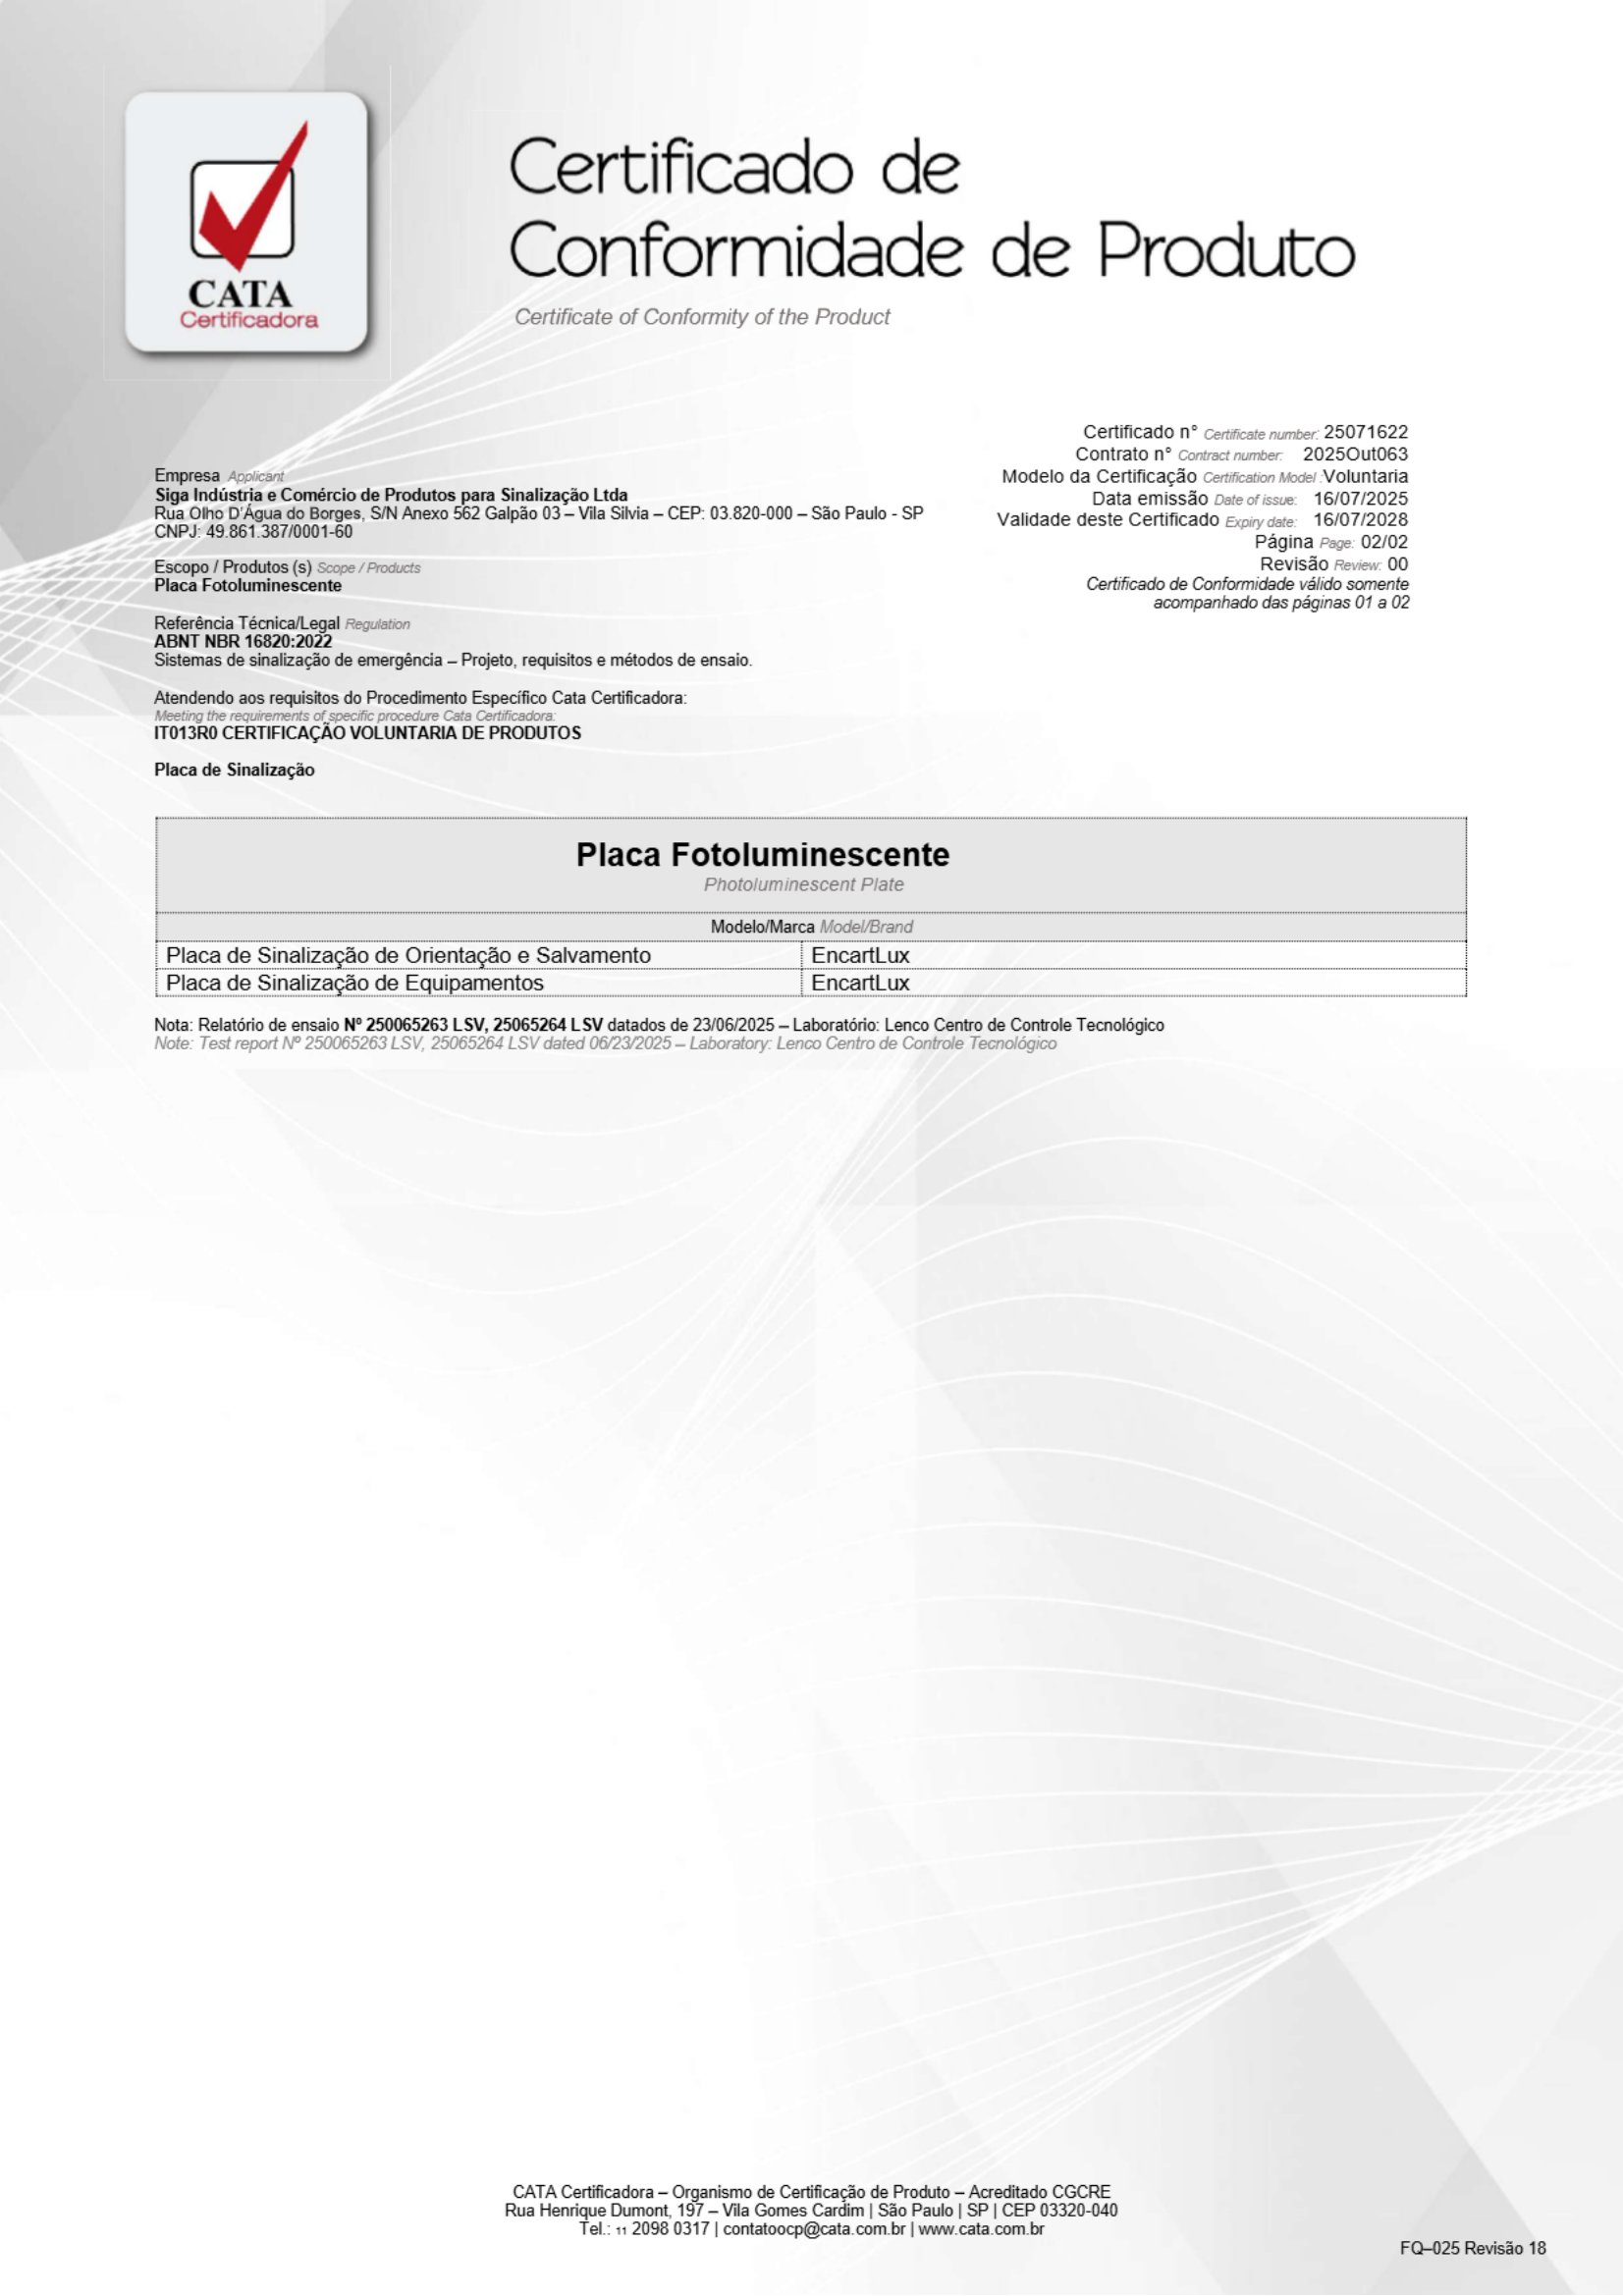 CATA
Certificadora
Certificado de
Conformidade de Produto
Certificate of Conformity of the Product
Certificado n° Certificate number: 25071622
Contrato n° Contract number: 2025Out063
Modelo da Certificação Certification Model :Voluntaria
Data emissão Date of issue: 16/07/2025
Validade deste Certificado Expiry date: 16/07/2028
Página Page: 02/02
Revisão Review: 00
Certificado de Conformidade válido somente
acompanhado das páginas 01 a 02
Empresa Applicant
Siga Indústria e Comércio de Produtos para Sinalização Ltda
Rua Olho D'Água do Borges, S/N Anexo 562 Galpão 03 – Vila Silvia – CEP: 03.820-000 – São Paulo - SP
CNPJ: 49.861.387/0001-60
Escopo / Produtos (s) Scope / Products
Placa Fotoluminescente
Referência Técnica/Legal Regulation
ABNT NBR 16820:2022
Sistemas de sinalização de emergência – Projeto, requisitos e métodos de ensaio.
Atendendo aos requisitos do Procedimento Específico Cata Certificadora:
Meeting the requirements of specific procedure Cata Certificadora:
IT013R0 CERTIFICAÇÃO VOLUNTARIA DE PRODUTOS
Placa de Sinalização
Placa Fotoluminescente
Photoluminescent Plate
Modelo/Marca Model/Brand
Placa de Sinalização de Orientação e Salvamento EncartLux
Placa de Sinalização de Equipamentos EncartLux
Nota: Relatório de ensaio Nº 250065263 LSV, 25065264 LSV datados de 23/06/2025 – Laboratório: Lenco Centro de Controle Tecnológico
Note: Test report Nº 250065263 LSV, 25065264 LSV dated 06/23/2025 – Laboratory: Lenco Centro de Controle Tecnológico
CATA Certificadora – Organismo de Certificação de Produto – Acreditado CGCRE
Rua Henrique Dumont, 197 – Vila Gomes Cardim | São Paulo | SP | CEP 03320-040
Tel.: 11 2098 0317 | contatoocp@cata.com.br | www.cata.com.br
FQ–025 Revisão 18